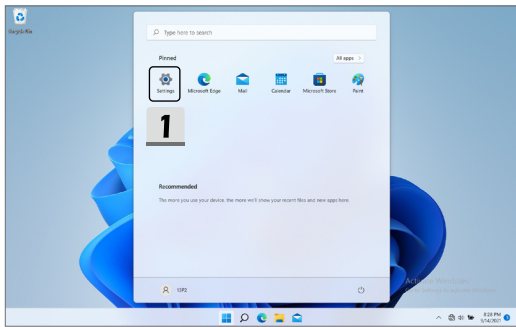 Recycle Bin
Type here to search
Pinned
All apps >
Settings
Microsoft Edge
Mail
Calendar
Microsoft Store
Paint
1
Recommended
The more you use your device, the more we'll show your recent files and new apps here.
Activate Windows
8:28 PM
5/14/2021